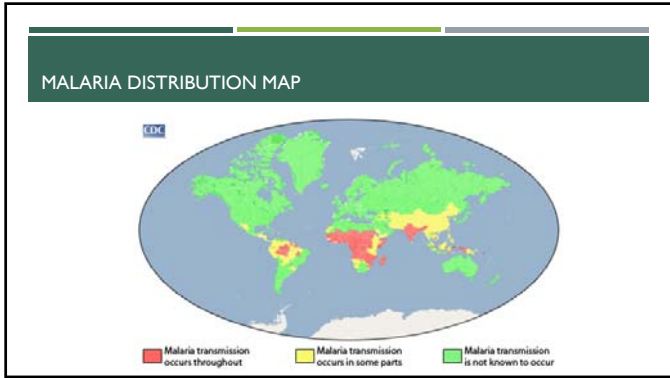 MALARIA DISTRIBUTION MAP
CDC
Malaria transmission
occurs throughout
Malaria transmission
occurs in some parts
Malaria transmission
is not known to occur